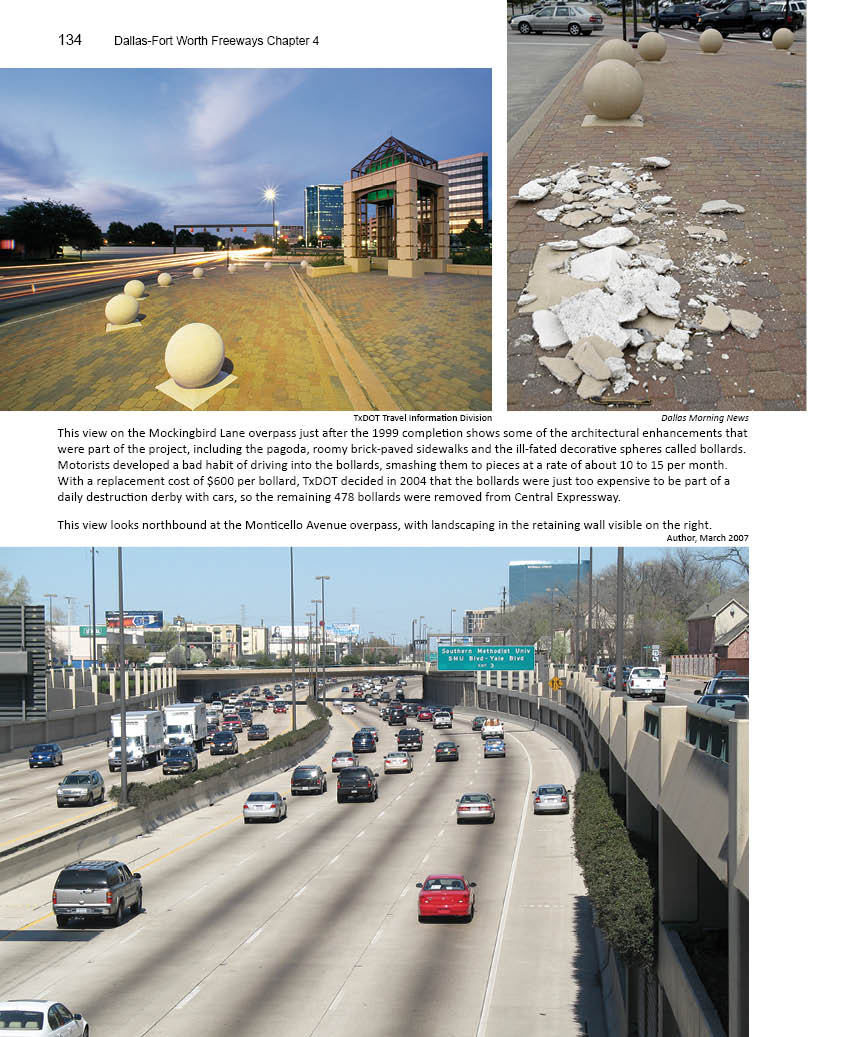 134 Dallas-Fort Worth Freeways Chapter 4
TxDOT Travel Information Division
Dallas Morning News
This view on the Mockingbird Lane overpass just after the 1999 completion shows some of the architectural enhancements that
were part of the project, including the pagoda, roomy brick-paved sidewalks and the ill-fated decorative spheres called bollards.
Motorists developed a bad habit of driving into the bollards, smashing them to pieces at a rate of about 10 to 15 per month.
With a replacement cost of $600 per bollard, TxDOT decided in 2004 that the bollards were just too expensive to be part of a
daily destruction derby with cars, so the remaining 478 bollards were removed from Central Expressway.
This view looks northbound at the Monticello Avenue overpass, with landscaping in the retaining wall visible on the right.
Author, March 2007
Southern Methodist Univ
SMU Blvd - Yale Blvd
EXIT 3